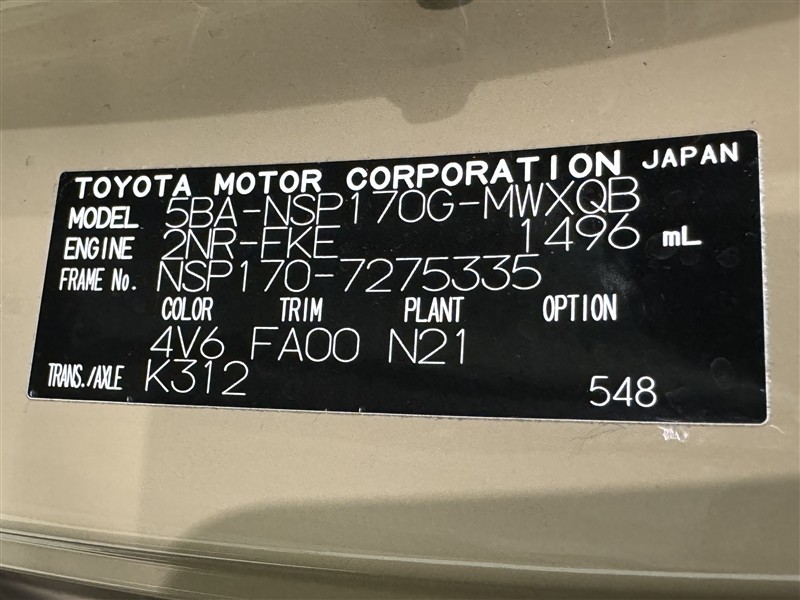 TOYOTA MOTOR CORPORATION JAPAN
MODEL 5BA-NSP170G-MWXQB
ENGINE 2NR-FKE 1496 mL
FRAME No. NSP170-7275335
COLOR TRIM PLANT OPTION
4V6 FA00 N21
TRANS./AXLE K312
548